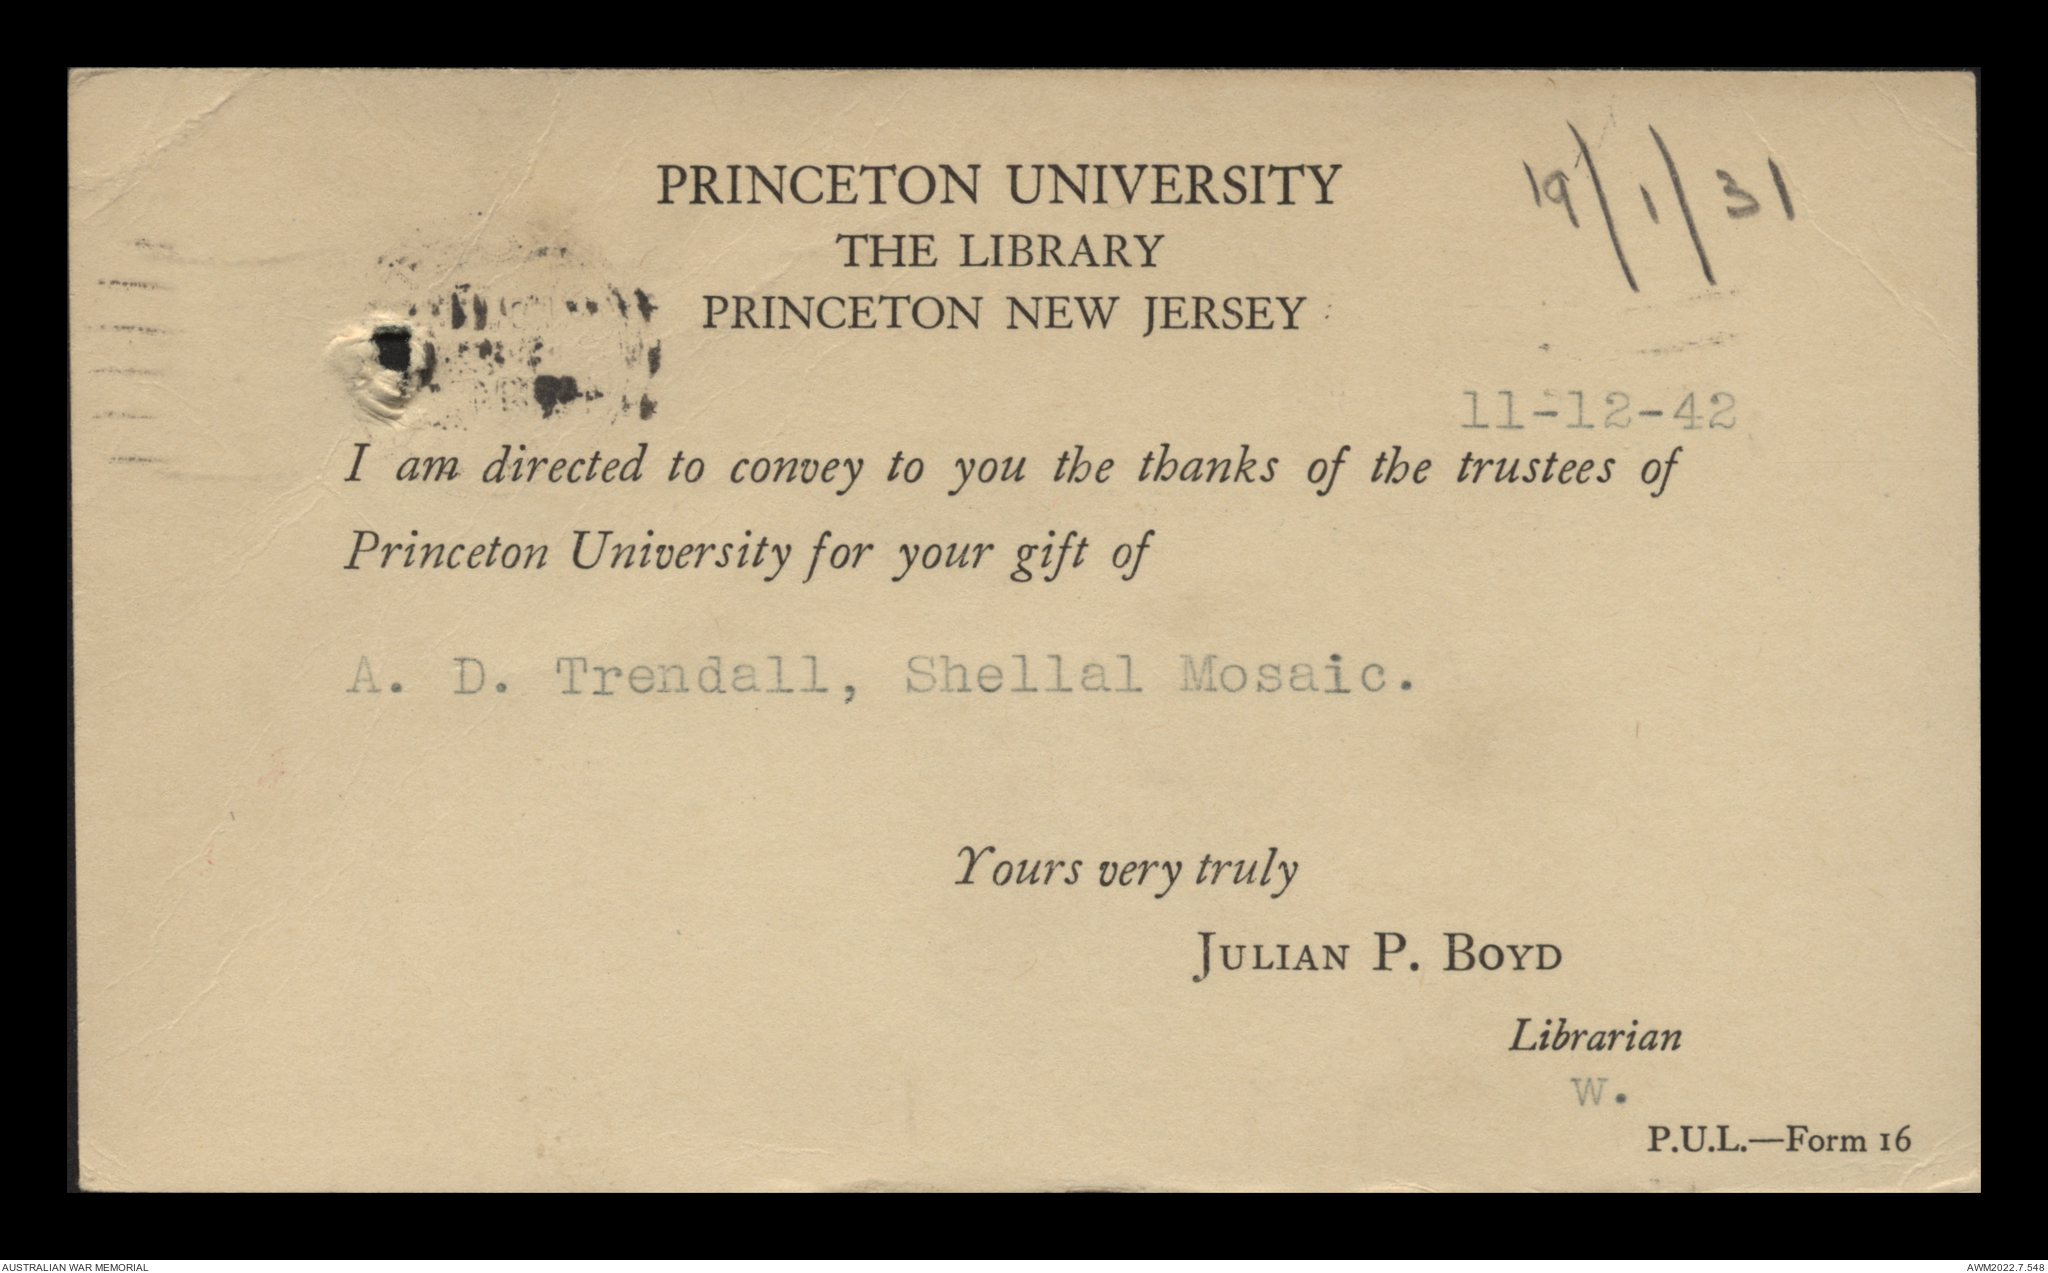 PRINCETON UNIVERSITY
THE LIBRARY
PRINCETON NEW JERSEY
19/1/31
11-12-42
I am directed to convey to you the thanks of the trustees of
Princeton University for your gift of
A. D. Trendall, Shellal Mosaic.
Yours very truly
JULIAN P. BOYD
Librarian
W.
P.U.L.—Form 16
AUSTRALIAN WAR MEMORIAL
AWM2022.7.548